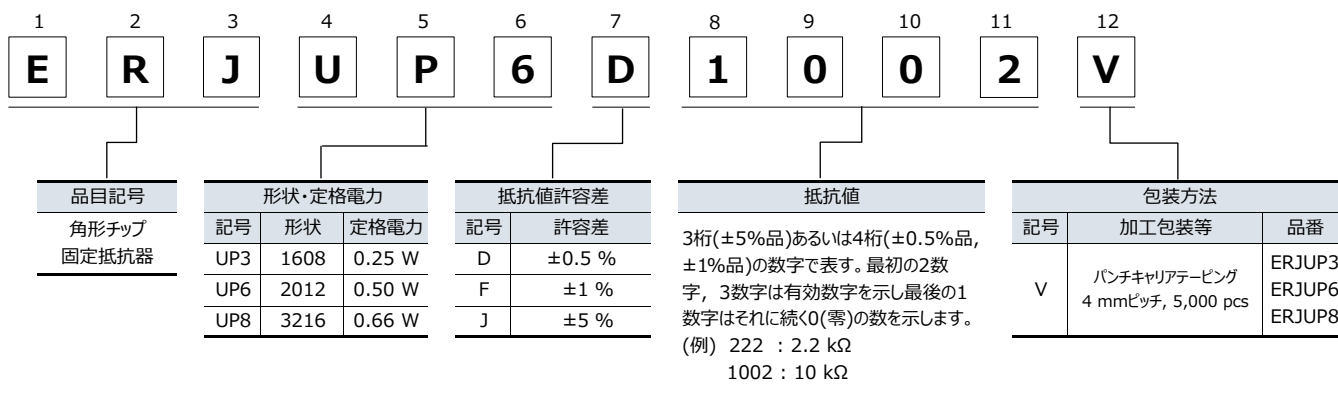 1 2 3 4 5 6 7 8 9 10 11 12
E R J U P 6 D 1 0 0 2 V
品目記号
角形チップ
固定抵抗器
形状・定格電力
記号 形状 定格電力
UP3 1608 0.25 W
UP6 2012 0.50 W
UP8 3216 0.66 W
抵抗値許容差
記号 許容差
D ±0.5 %
F ±1 %
J ±5 %
抵抗値
3桁(±5%品)あるいは4桁(±0.5%品,
±1%品)の数字で表す。最初の2数
字, 3数字は有効数字を示し最後の1
数字はそれに続く0(零)の数を示します。
(例) 222 : 2.2 kΩ
1002 : 10 kΩ
包装方法
記号 加工包装等 品番
V
パンチキャリアテーピング
4 mmピッチ, 5,000 pcs
ERJUP3
ERJUP6
ERJUP8